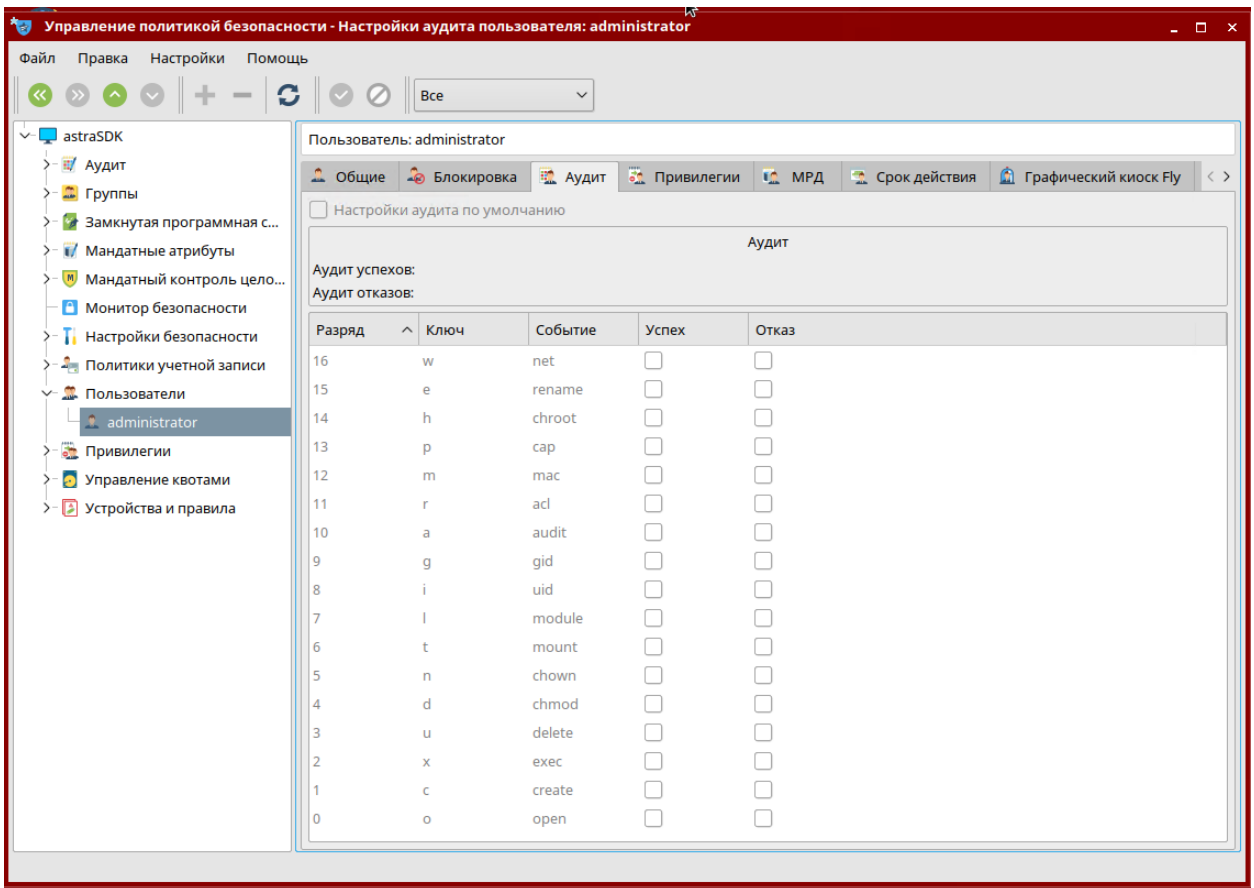 Управление политикой безопасности - Настройки аудита пользователя: administrator
Файл Правка Настройки Помощь
Все
astraSDK
Аудит
Группы
Замкнутая программная с...
Мандатные атрибуты
Мандатный контроль цело...
Монитор безопасности
Настройки безопасности
Политики учетной записи
Пользователи
administrator
Привилегии
Управление квотами
Устройства и правила
Пользователь: administrator
Общие Блокировка Аудит Привилегии МРД Срок действия Графический киоск Fly
Настройки аудита по умолчанию
Аудит
Аудит успехов:
Аудит отказов:
Разряд Ключ Событие Успех Отказ
16 w net
15 e rename
14 h chroot
13 p cap
12 m mac
11 r acl
10 a audit
9 g gid
8 i uid
7 l module
6 t mount
5 n chown
4 d chmod
3 u delete
2 x exec
1 c create
0 o open